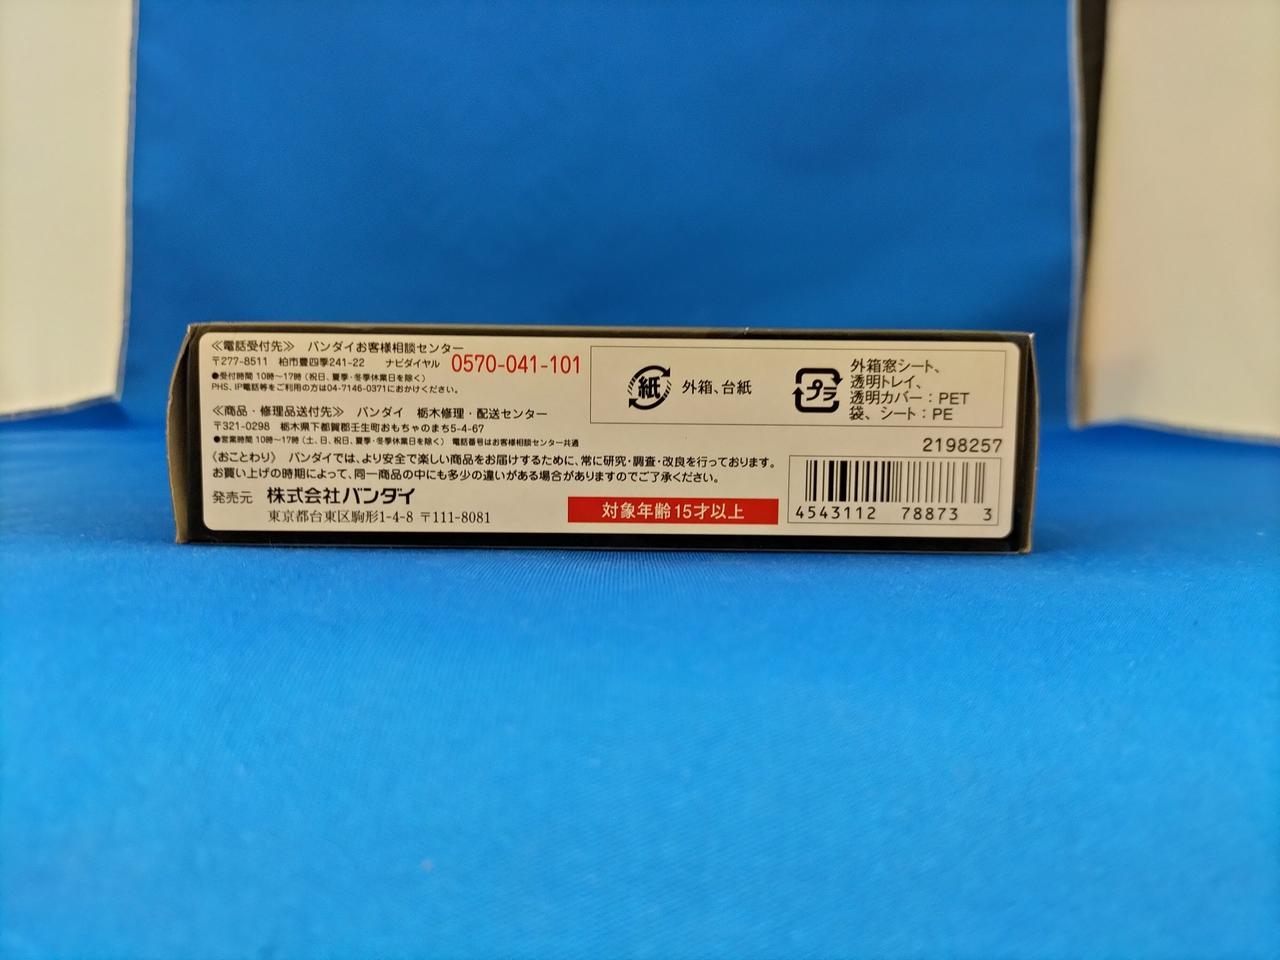 ≪電話受付先≫ バンダイお客様相談センター
〒277-8511 柏市豊四季241-22 ナビダイヤル 0570-041-101
●受付時間 10時〜17時(祝日、夏季・冬季休業日を除く)
PHS、IP電話等をご利用の方は04-7146-0371におかけください。
≪商品・修理品送付先≫ バンダイ 栃木修理・配送センター
〒321-0298 栃木県下都賀郡壬生町おもちゃのまち5-4-67
●営業時間 10時〜17時(土、日、祝日、夏季・冬季休業日を除く) 電話番号はお客様相談センター共通
〈おことわり〉 バンダイでは、より安全で楽しい商品をお届けするために、常に研究・調査・改良を行っております。
お買い上げの時期によって、同一商品の中にも多少の違いがある場合がありますのでご了承ください。
発売元 株式会社バンダイ
東京都台東区駒形1-4-8 〒111-8081
対象年齢15才以上
紙 外箱、台紙
プラ
外箱窓シート、
透明トレイ、
透明カバー：PET
袋、シート：PE
2198257
4543112 78873 3